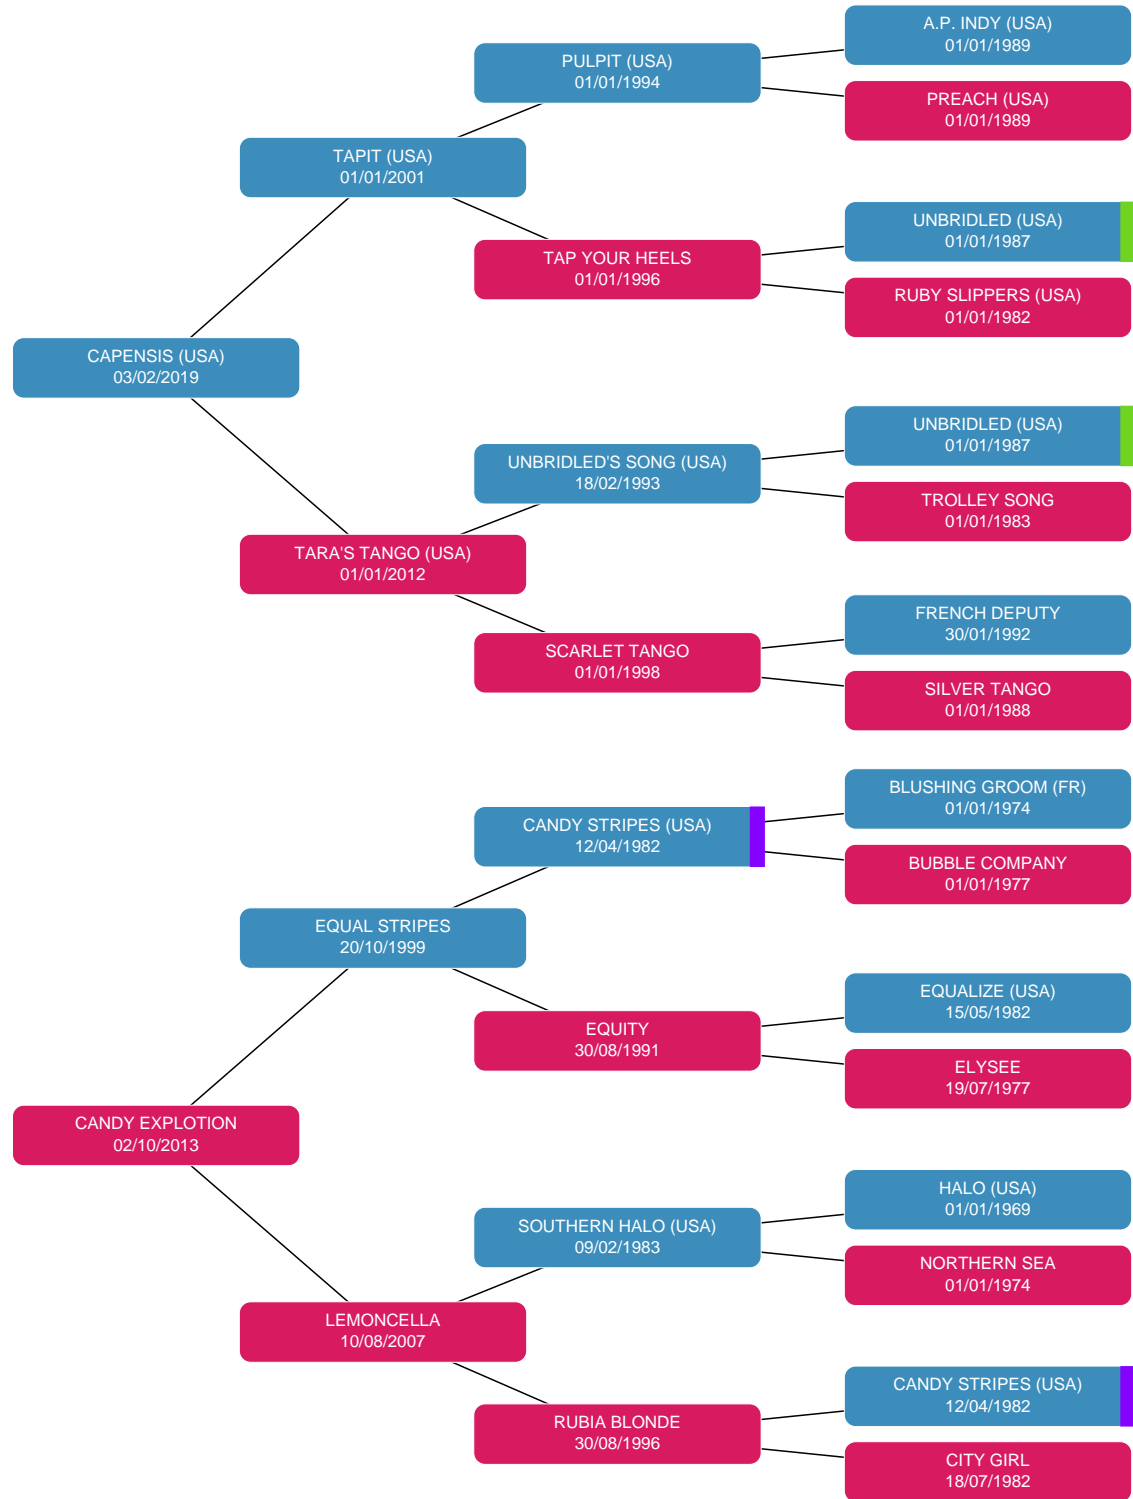 A.P. INDY (USA)
01/01/1989
PULPIT (USA)
01/01/1994
PREACH (USA)
01/01/1989
TAPIT (USA)
01/01/2001
UNBRIDLED (USA)
01/01/1987
TAP YOUR HEELS
01/01/1996
RUBY SLIPPERS (USA)
01/01/1982
CAPENSIS (USA)
03/02/2019
UNBRIDLED (USA)
01/01/1987
UNBRIDLED'S SONG (USA)
18/02/1993
TROLLEY SONG
01/01/1983
TARA'S TANGO (USA)
01/01/2012
FRENCH DEPUTY
30/01/1992
SCARLET TANGO
01/01/1998
SILVER TANGO
01/01/1988
BLUSHING GROOM (FR)
01/01/1974
CANDY STRIPES (USA)
12/04/1982
BUBBLE COMPANY
01/01/1977
EQUAL STRIPES
20/10/1999
EQUALIZE (USA)
15/05/1982
EQUITY
30/08/1991
ELYSEE
19/07/1977
CANDY EXPLOTION
02/10/2013
HALO (USA)
01/01/1969
SOUTHERN HALO (USA)
09/02/1983
NORTHERN SEA
01/01/1974
LEMONCELLA
10/08/2007
CANDY STRIPES (USA)
12/04/1982
RUBIA BLONDE
30/08/1996
CITY GIRL
18/07/1982